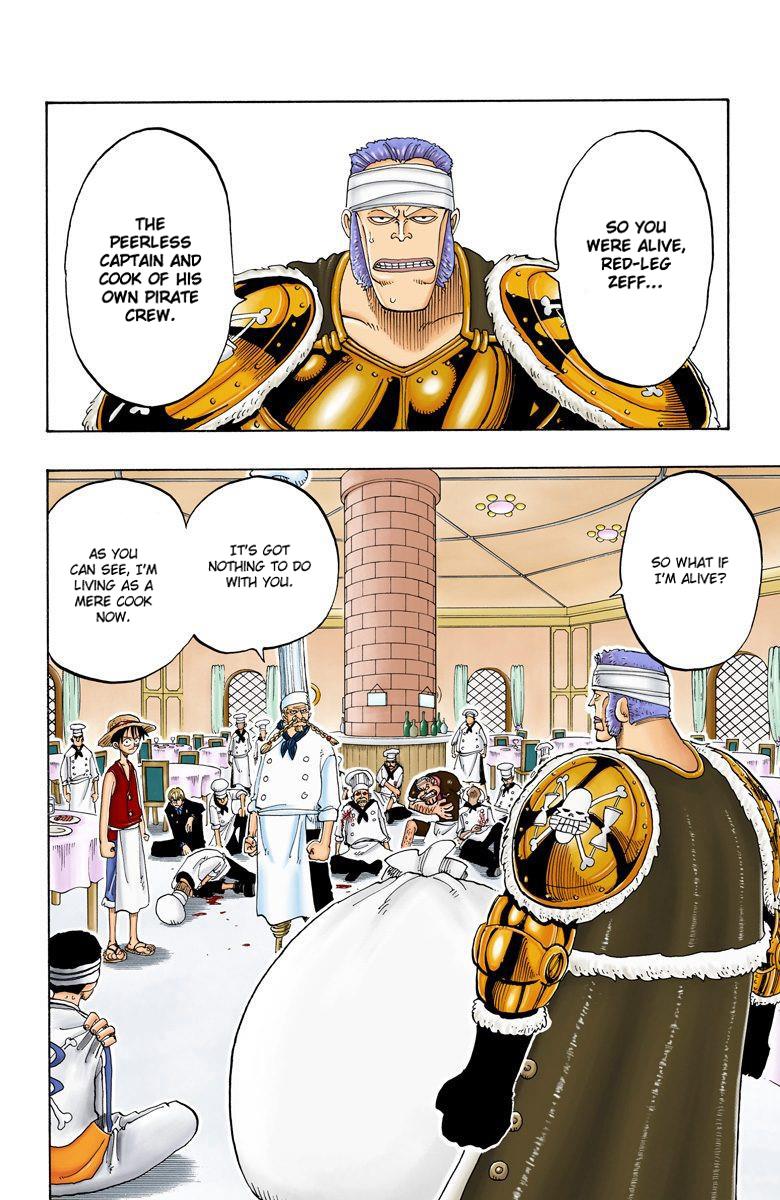 SO YOU
WERE ALIVE,
RED-LEG
ZEFF...
THE
PEERLESS
CAPTAIN AND
COOK OF HIS
OWN PIRATE
CREW.
SO WHAT IF
I'M ALIVE?
IT'S GOT
NOTHING TO DO
WITH YOU.
AS YOU
CAN SEE, I'M
LIVING AS A
MERE COOK
NOW.